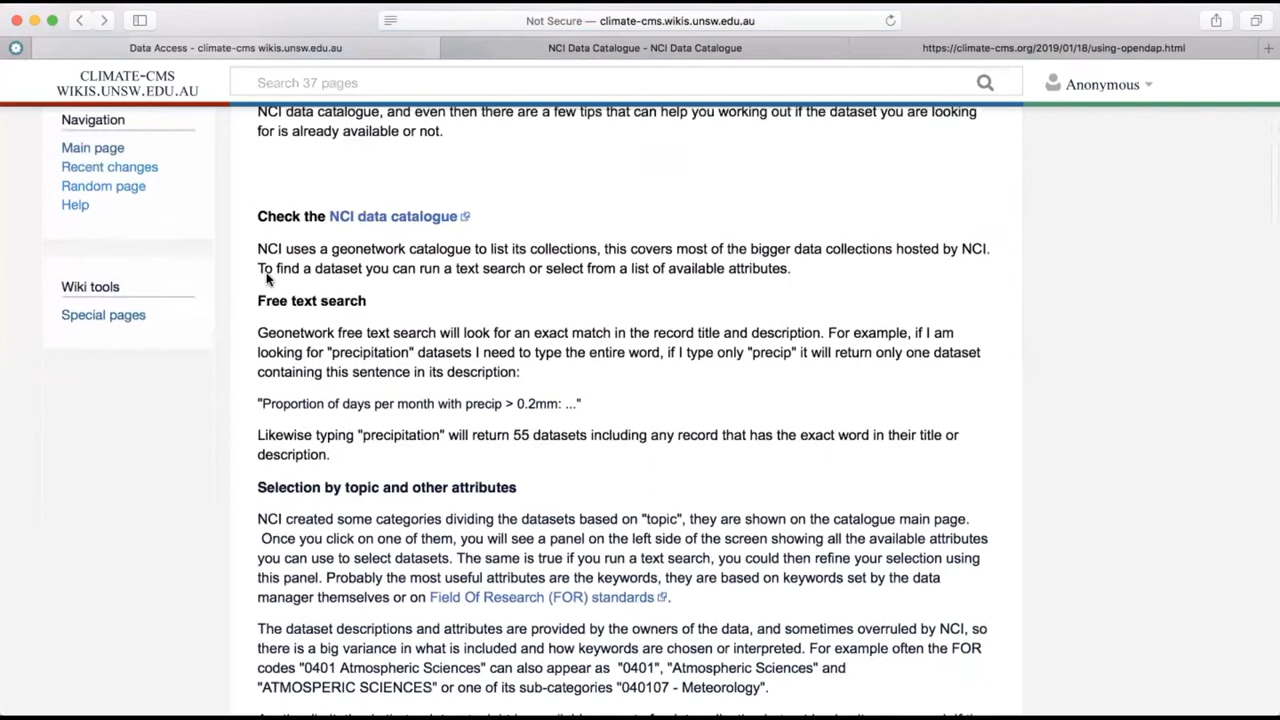 Not Secure — climate-cms.wikis.unsw.edu.au
Data Access - climate-cms wikis.unsw.edu.au
NCI Data Catalogue - NCI Data Catalogue
https://climate-cms.org/2019/01/18/using-opendap.html
CLIMATE-CMS
WIKIS.UNSW.EDU.AU
Search 37 pages
Anonymous
Navigation
Main page
Recent changes
Random page
Help
Wiki tools
Special pages
NCI data catalogue, and even then there are a few tips that can help you working out if the dataset you are looking
for is already available or not.
Check the NCI data catalogue
NCI uses a geonetwork catalogue to list its collections, this covers most of the bigger data collections hosted by NCI.
To find a dataset you can run a text search or select from a list of available attributes.
Free text search
Geonetwork free text search will look for an exact match in the record title and description. For example, if I am
looking for "precipitation" datasets I need to type the entire word, if I type only "precip" it will return only one dataset
containing this sentence in its description:
"Proportion of days per month with precip > 0.2mm: ..."
Likewise typing "precipitation" will return 55 datasets including any record that has the exact word in their title or
description.
Selection by topic and other attributes
NCI created some categories dividing the datasets based on "topic", they are shown on the catalogue main page.
Once you click on one of them, you will see a panel on the left side of the screen showing all the available attributes
you can use to select datasets. The same is true if you run a text search, you could then refine your selection using
this panel. Probably the most useful attributes are the keywords, they are based on keywords set by the data
manager themselves or on Field Of Research (FOR) standards.
The dataset descriptions and attributes are provided by the owners of the data, and sometimes overruled by NCI, so
there is a big variance in what is included and how keywords are chosen or interpreted. For example often the FOR
codes "0401 Atmospheric Sciences" can also appear as "0401", "Atmospheric Sciences" and
"ATMOSPERIC SCIENCES" or one of its sub-categories "040107 - Meteorology".